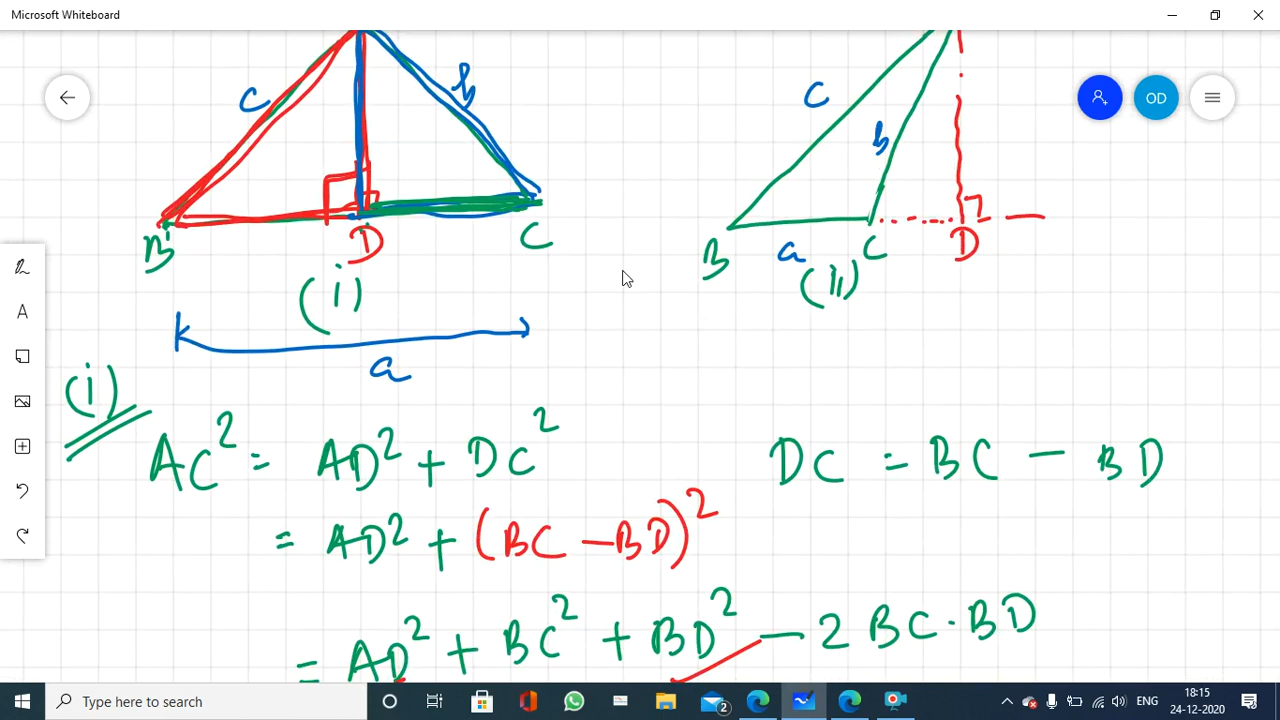 Microsoft Whiteboard
c b
B D C
(i)
a
c b
B a C D
(ii)
OD
A
(i)
AC² = AD² + DC²
DC = BC - BD
= AD² + (BC - BD)²
= AD² + BC² + BD² - 2 BC · BD
Type here to search
2
ENG
18:15
24-12-2020